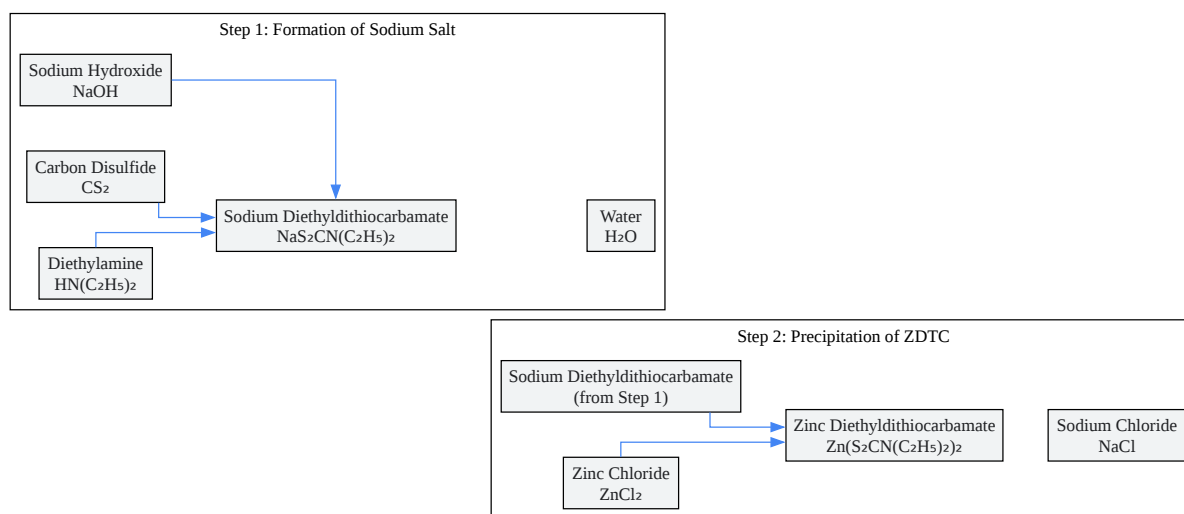 Step 1: Formation of Sodium Salt
Sodium Hydroxide
NaOH
Carbon Disulfide
CS₂
Sodium Diethyldithiocarbamate
NaS₂CN(C₂H₅)₂
Water
H₂O
Diethylamine
HN(C₂H₅)₂
Step 2: Precipitation of ZDTC
Sodium Diethyldithiocarbamate
(from Step 1)
Zinc Diethyldithiocarbamate
Zn(S₂CN(C₂H₅)₂)₂
Sodium Chloride
NaCl
Zinc Chloride
ZnCl₂